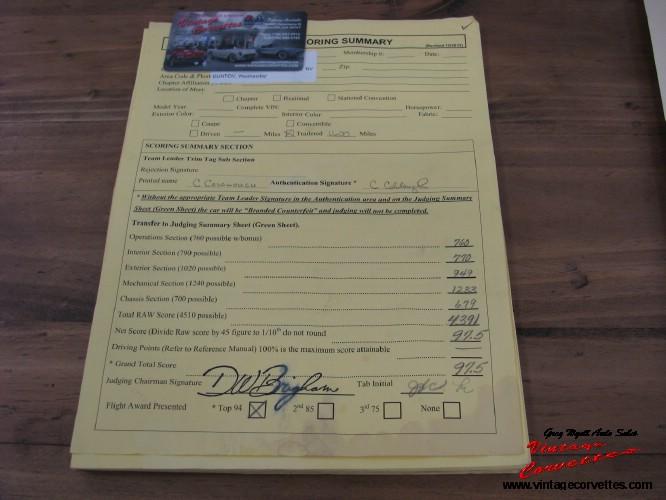 Vintage
Corvettes
ORING SUMMARY
Membership #: Date:
Zip:
Area Code & Phon
Chapter Affiliation
Location of Meet:
Chapter Regional National Convention
Model Year Complete VIN: Horsepower:
Exterior Color: Interior Color: Fabric:
Coupe Convertible
Driven — Miles Trailered 1600 Miles
SCORING SUMMARY SECTION
Team Leader Trim Tag Sub Section
Rejection Signature
Printed name Authentication Signature *
* Without the appropriate Team Leader Signature in the Authentication area and on the Judging Summary
Sheet (Green Sheet) the car will be "Branded Counterfeit" and judging will not be completed.
Transfer to Judging Summary Sheet (Green Sheet).
Operations Section (760 possible w/bonus) 760
Interior Section (790 possible) 770
Exterior Section (1020 possible) 949
Mechanical Section (1240 possible) 1233
Chassis Section (700 possible) 679
Total RAW Score (4510 possible) 4391
Net Score (Divide Raw score by 45 figure to 1/10th do not round 97.5
Driving Points (Refer to Reference Manual) 100% is the maximum score attainable
* Grand Total Score 97.5
Judging Chairman Signature DW Brigham Tab Initial
Flight Award Presented * Top 94 2nd 85 3rd 75 None
Greg Wyatt Auto Sales
Vintage
Corvettes
www.vintagecorvettes.com